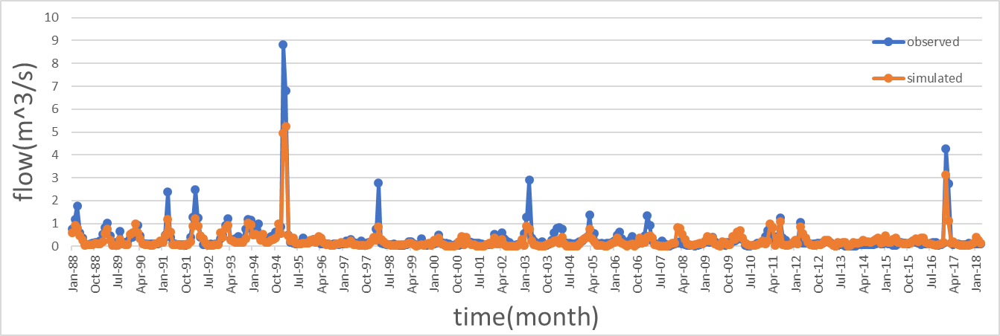 10
9
8
7
6
5
4
3
2
1
0
flow(m^3/s)
observed
simulated
Jan-88
Oct-88
Jul-89
Apr-90
Jan-91
Oct-91
Jul-92
Apr-93
Jan-94
Oct-94
Jul-95
Apr-96
Jan-97
Oct-97
Jul-98
Apr-99
Jan-00
Oct-00
Jul-01
Apr-02
Jan-03
Oct-03
Jul-04
Apr-05
Jan-06
Oct-06
Jul-07
Apr-08
Jan-09
Oct-09
Jul-10
Apr-11
Jan-12
Oct-12
Jul-13
Apr-14
Jan-15
Oct-15
Jul-16
Apr-17
Jan-18
time(month)